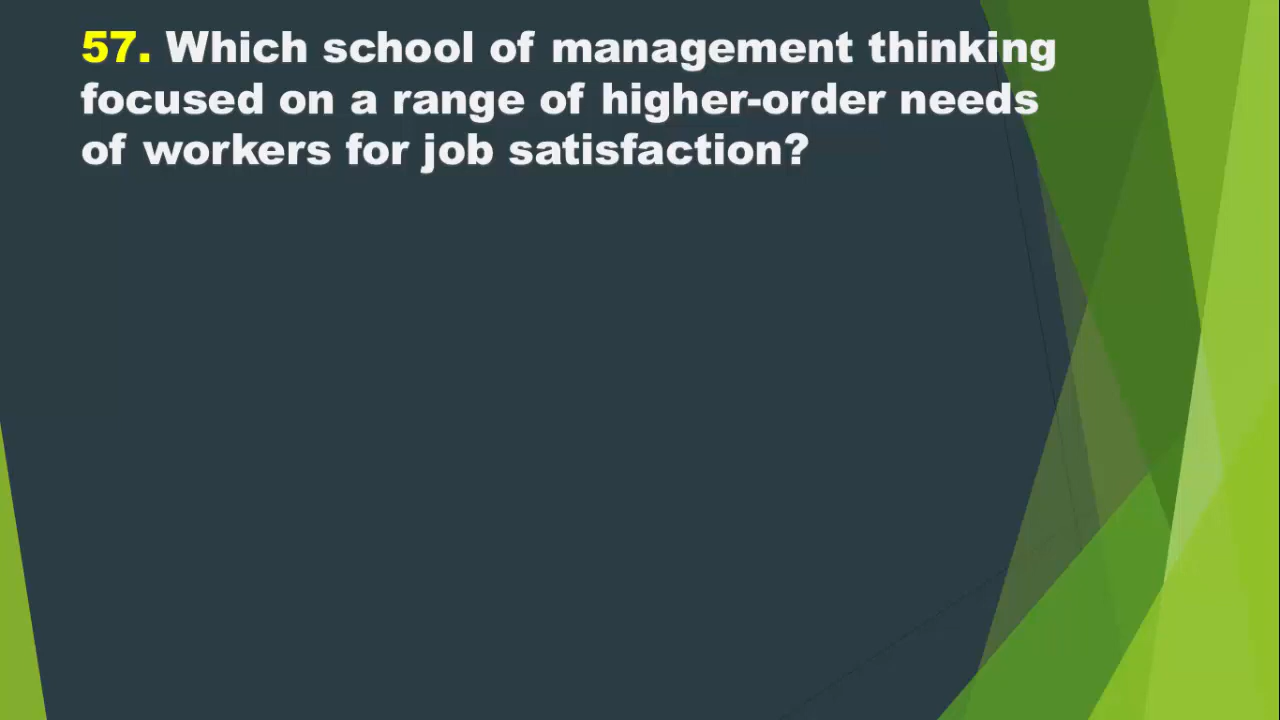 57. Which school of management thinking
focused on a range of higher-order needs
of workers for job satisfaction?